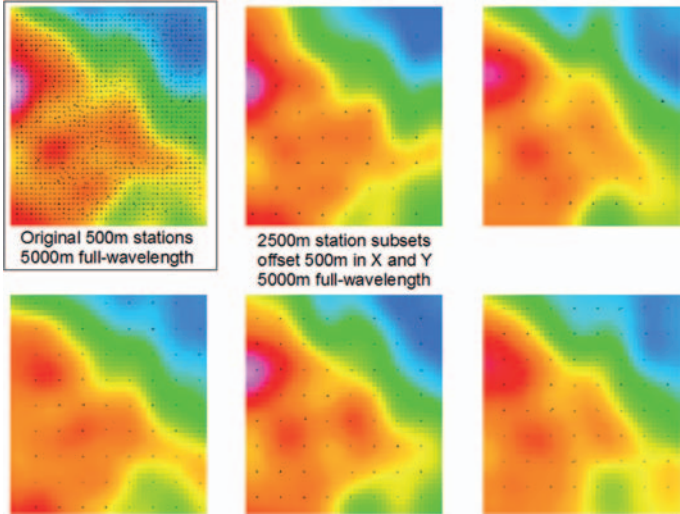 Original 500m stations
5000m full-wavelength
2500m station subsets
offset 500m in X and Y
5000m full-wavelength